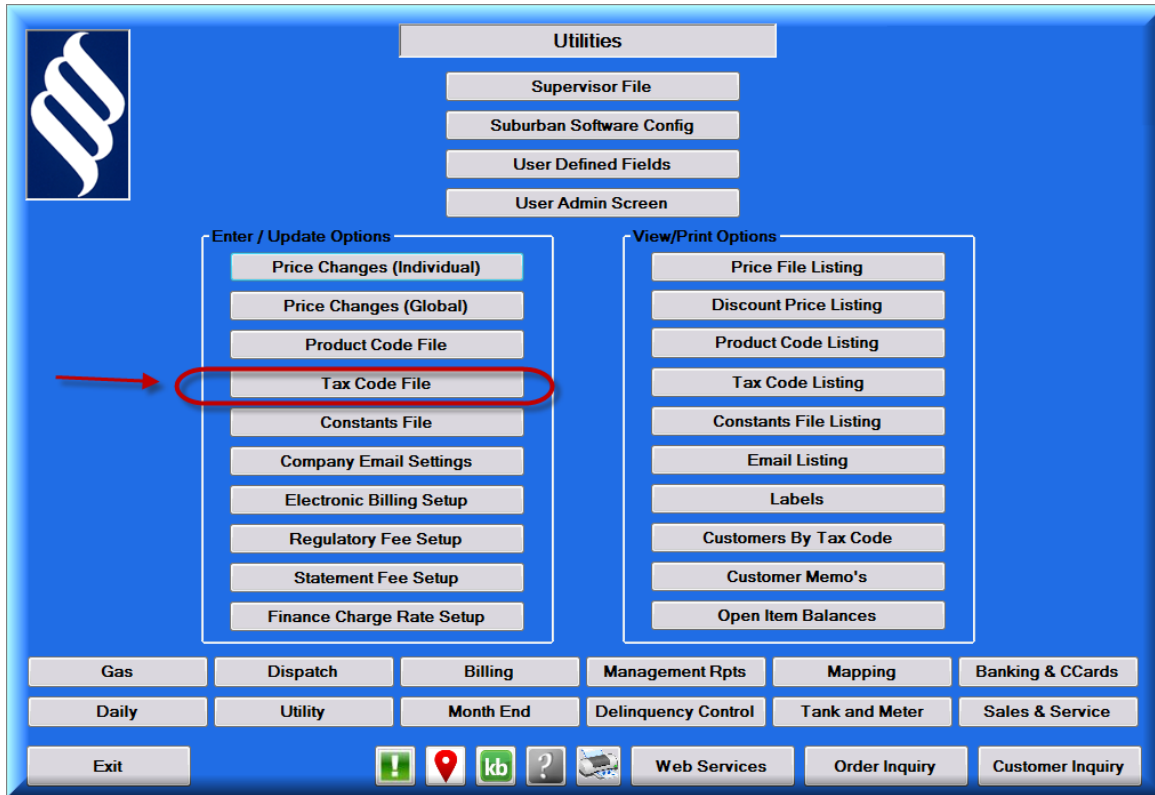 Utilities
Supervisor File
Suburban Software Config
User Defined Fields
User Admin Screen
Enter / Update Options
Price Changes (Individual)
Price Changes (Global)
Product Code File
Tax Code File
Constants File
Company Email Settings
Electronic Billing Setup
Regulatory Fee Setup
Statement Fee Setup
Finance Charge Rate Setup
View/Print Options
Price File Listing
Discount Price Listing
Product Code Listing
Tax Code Listing
Constants File Listing
Email Listing
Labels
Customers By Tax Code
Customer Memo's
Open Item Balances
Gas Dispatch Billing Management Rpts Mapping Banking & CCards
Daily Utility Month End Delinquency Control Tank and Meter Sales & Service
Exit ! kb ? Web Services Order Inquiry Customer Inquiry